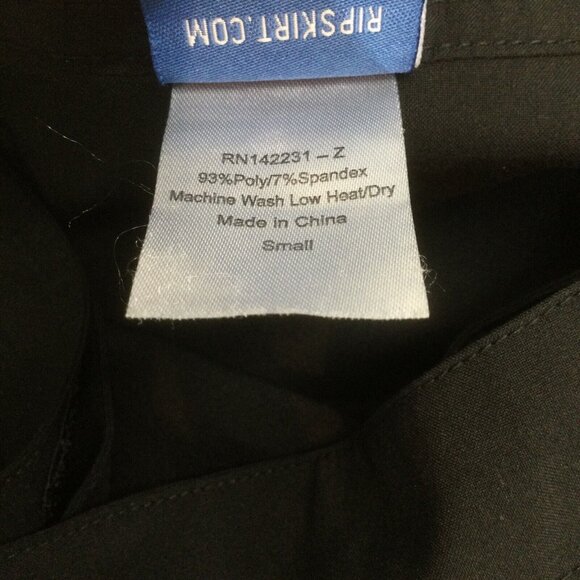 RIPSKIRT.COM
RN142231 – Z
93%Poly/7%Spandex
Machine Wash Low Heat/Dry
Made in China
Small